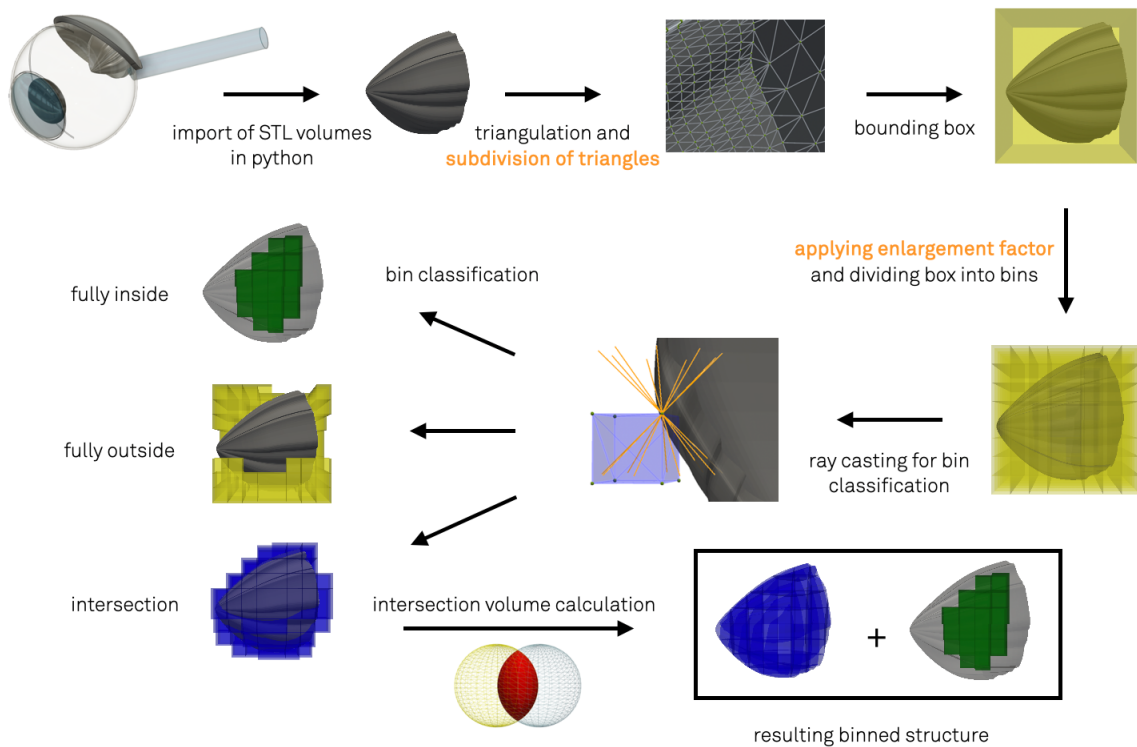 import of STL volumes
in python
triangulation and
subdivision of triangles
bounding box
applying enlargement factor
and dividing box into bins
bin classification
fully inside
fully outside
ray casting for bin
classification
intersection
intersection volume calculation
+
resulting binned structure